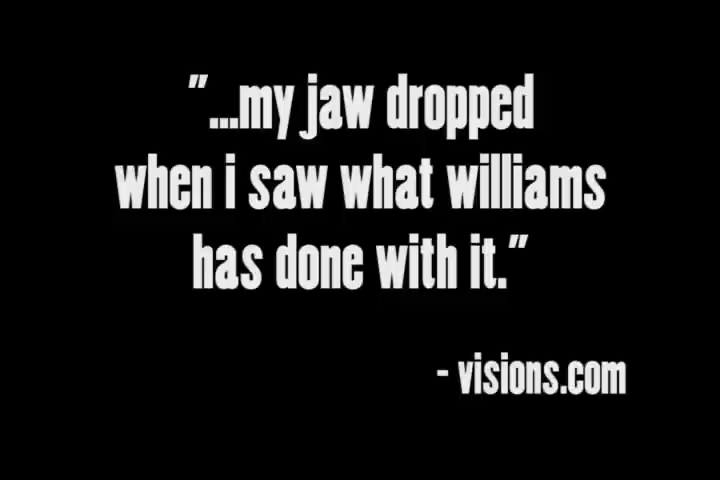 "...my jaw dropped
when i saw what williams
has done with it."
- visions.com